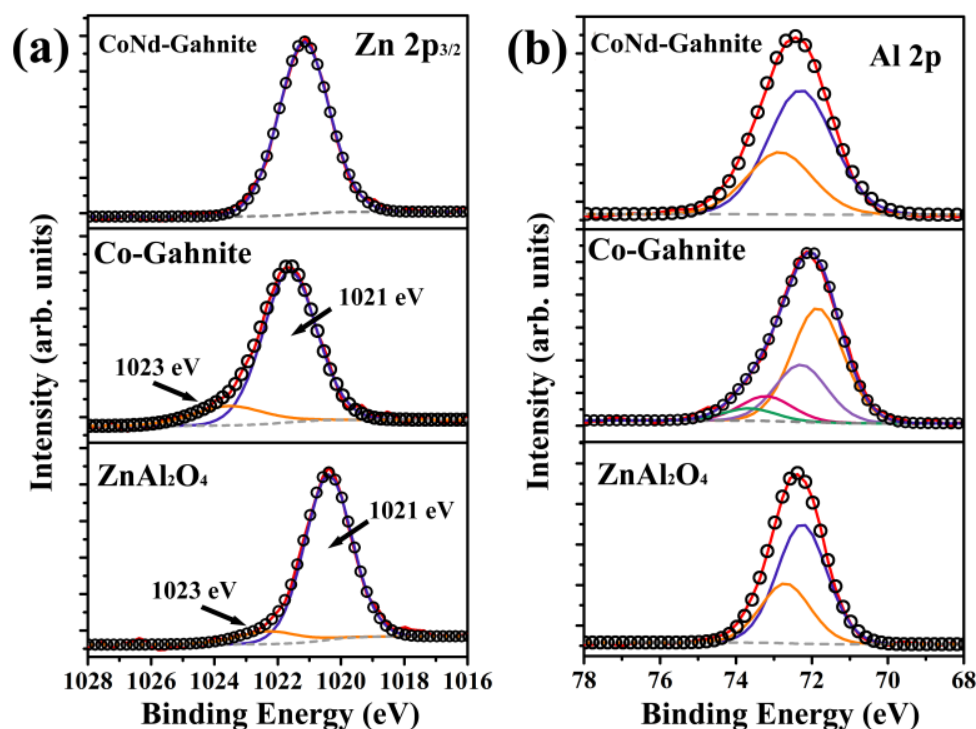 (a)
CoNd-Gahnite
Zn 2p₃/₂
Co-Gahnite
1021 eV
1023 eV
ZnAl₂O₄
1021 eV
1023 eV
Intensity (arb. units)
1028 1026 1024 1022 1020 1018 1016
Binding Energy (eV)
(b)
CoNd-Gahnite
Al 2p
Co-Gahnite
ZnAl₂O₄
Intensity (arb. units)
78 76 74 72 70 68
Binding Energy (eV)